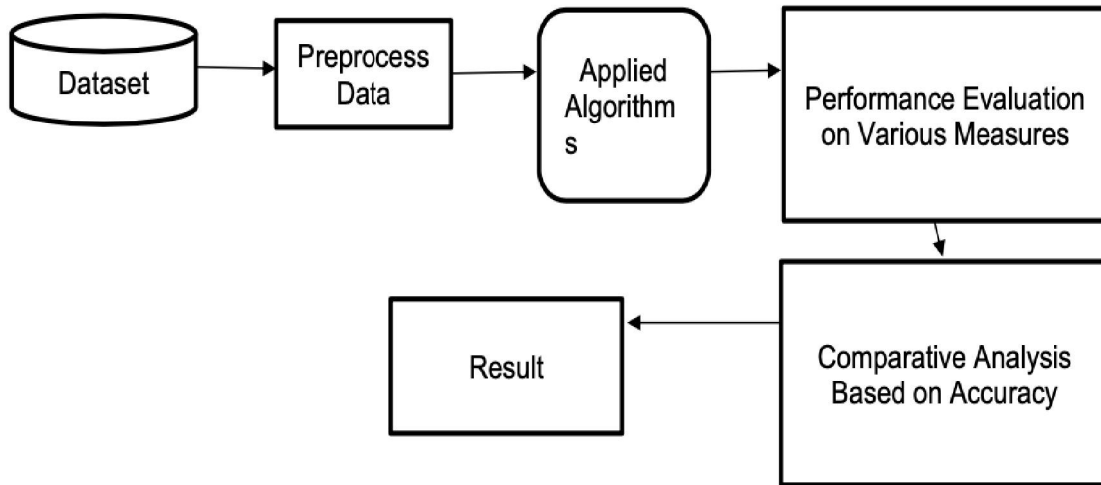 Dataset
Preprocess
Data
Applied
Algorithm
s
Performance Evaluation
on Various Measures
Comparative Analysis
Based on Accuracy
Result